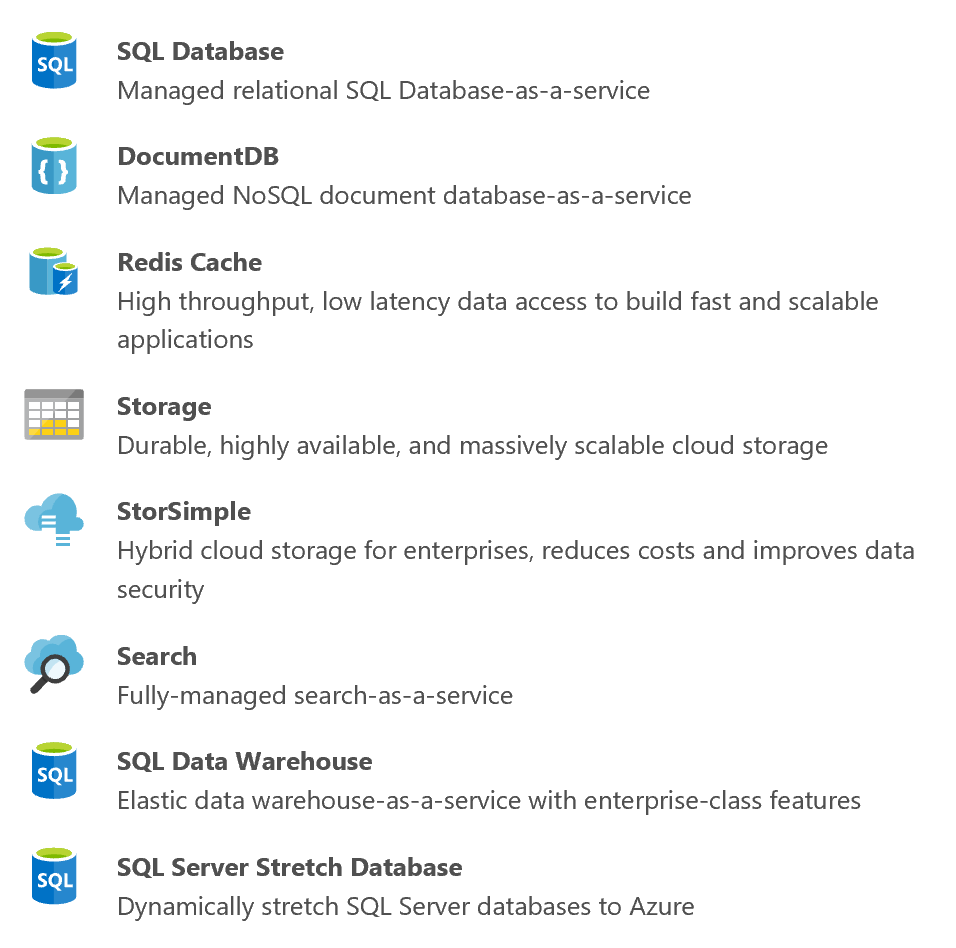 SQL
SQL Database
Managed relational SQL Database-as-a-service
{ }
DocumentDB
Managed NoSQL document database-as-a-service
Redis Cache
High throughput, low latency data access to build fast and scalable
applications
Storage
Durable, highly available, and massively scalable cloud storage
StorSimple
Hybrid cloud storage for enterprises, reduces costs and improves data
security
Search
Fully-managed search-as-a-service
SQL
SQL Data Warehouse
Elastic data warehouse-as-a-service with enterprise-class features
SQL
SQL Server Stretch Database
Dynamically stretch SQL Server databases to Azure